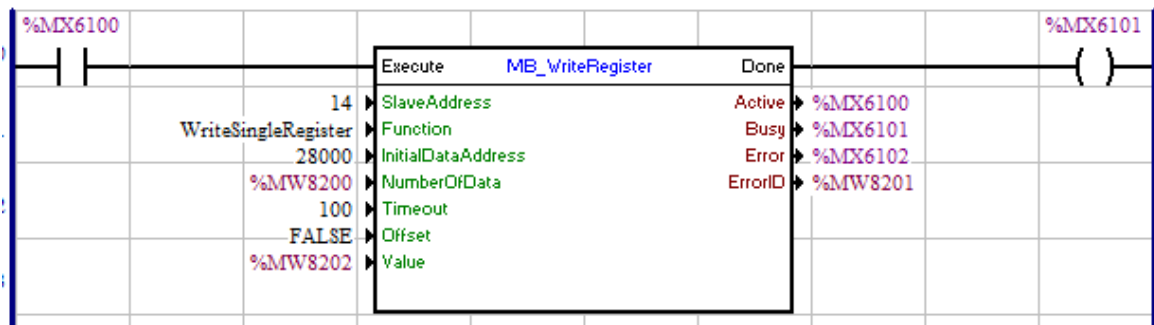 %MX6100 %MX6101
Execute MB_WriteRegister Done
14 SlaveAddress Active %MX6100
WriteSingleRegister Function Busy %MX6101
28000 InitialDataAddress Error %MX6102
%MW8200 NumberOfData ErrorID %MW8201
100 Timeout
FALSE Offset
%MW8202 Value